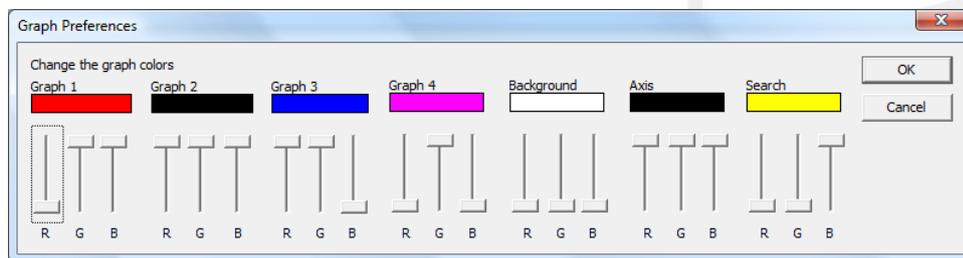 Graph Preferences
Change the graph colors
OK
Graph 1 Graph 2 Graph 3 Graph 4 Background Axis Search
Cancel
R G B R G B R G B R G B R G B R G B R G B